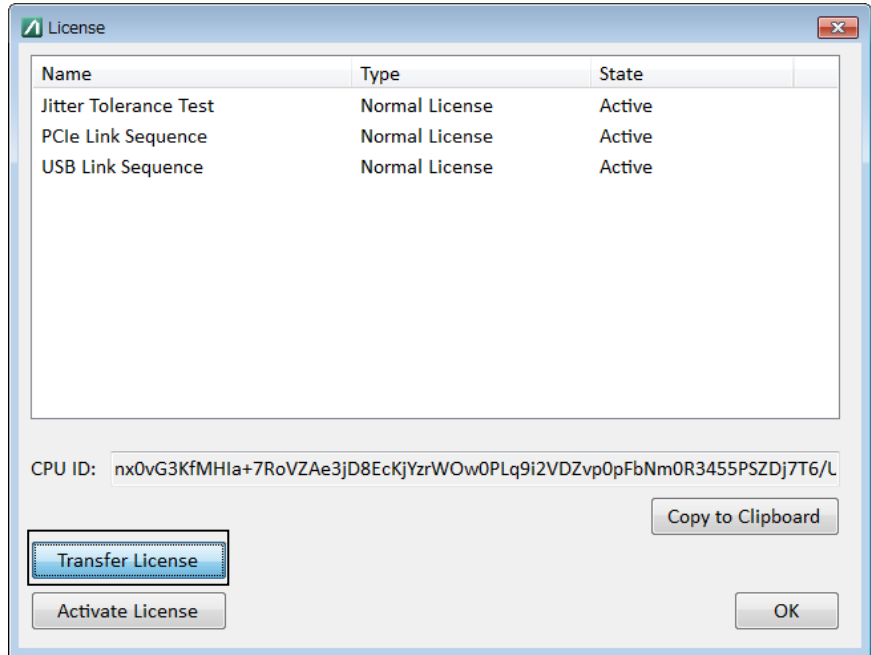 License
Name Type State
Jitter Tolerance Test Normal License Active
PCIe Link Sequence Normal License Active
USB Link Sequence Normal License Active
CPU ID: nx0vG3KfMHIa+7RoVZAe3jD8EcKjYzrWOw0PLq9i2VDZvp0pFbNm0R3455PSZDj7T6/U
Copy to Clipboard
Transfer License
Activate License OK